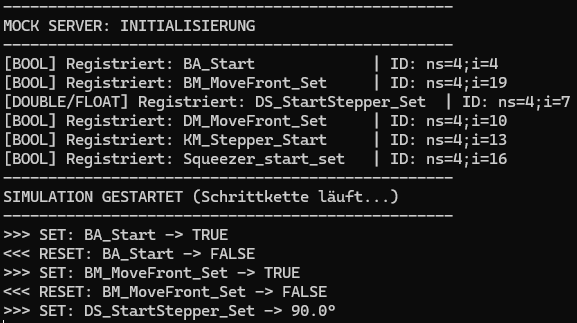 --------------------------------------------------
MOCK SERVER: INITIALISIERUNG
--------------------------------------------------
[BOOL] Registriert: BA_Start             | ID: ns=4;i=4
[BOOL] Registriert: BM_MoveFront_Set     | ID: ns=4;i=19
[DOUBLE/FLOAT] Registriert: DS_StartStepper_Set  | ID: ns=4;i=7
[BOOL] Registriert: DM_MoveFront_Set     | ID: ns=4;i=10
[BOOL] Registriert: KM_Stepper_Start     | ID: ns=4;i=13
[BOOL] Registriert: Squeezer_start_set   | ID: ns=4;i=16
--------------------------------------------------
SIMULATION GESTARTET (Schrittkette läuft...)
--------------------------------------------------
>>> SET: BA_Start -> TRUE
<<< RESET: BA_Start -> FALSE
>>> SET: BM_MoveFront_Set -> TRUE
<<< RESET: BM_MoveFront_Set -> FALSE
>>> SET: DS_StartStepper_Set -> 90.0°